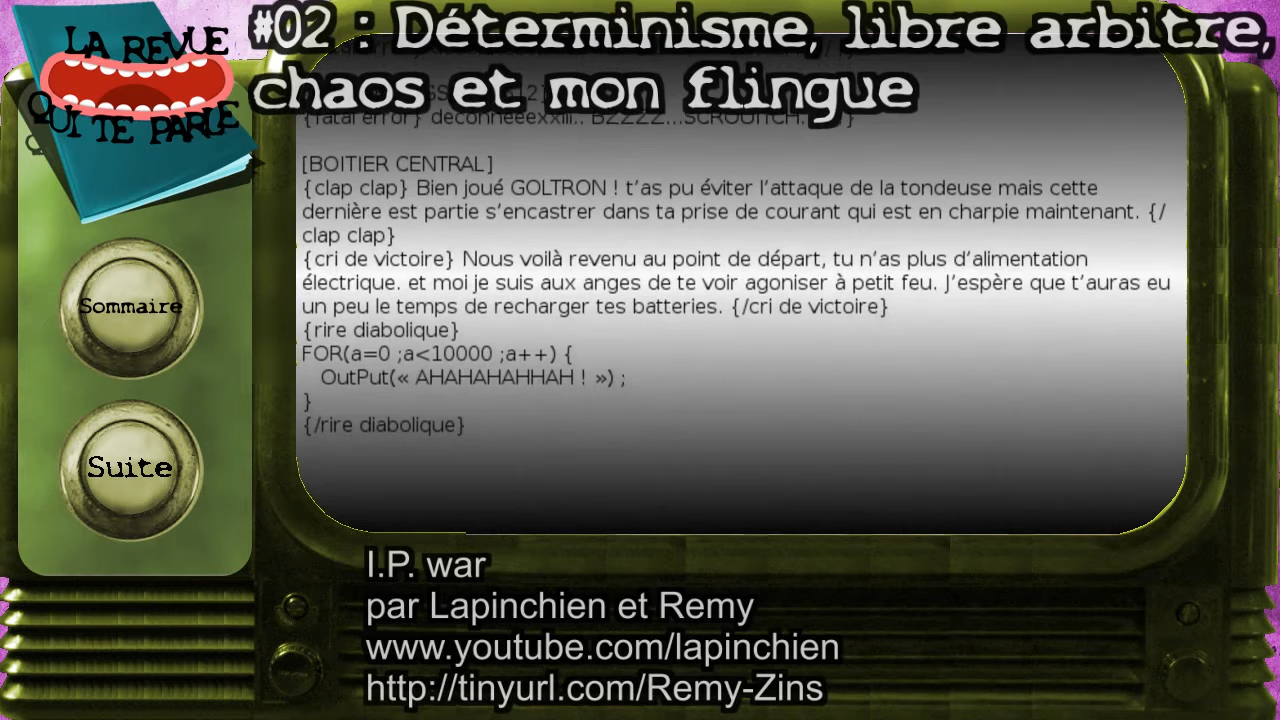 LA REVUE
QUI TE PARLE
#02 : Déterminisme, libre arbitre,
chaos et mon flingue
{fatal error} déconnéeexxiiii.. BZZZZ...SCROUITCH.
[BOITIER CENTRAL]
{clap clap} Bien joué GOLTRON ! t’as pu éviter l’attaque de la tondeuse mais cette
dernière est partie s’encastrer dans ta prise de courant qui est en charpie maintenant. {/
clap clap}
{cri de victoire} Nous voilà revenu au point de départ, tu n’as plus d’alimentation
électrique. et moi je suis aux anges de te voir agoniser à petit feu. J’espère que t’auras eu
un peu le temps de recharger tes batteries. {/cri de victoire}
{rire diabolique}
FOR(a=0 ;a<10000 ;a++) {
OutPut(« AHAHAHAHHAH ! ») ;
}
{/rire diabolique}
Sommaire
Suite
I.P. war
par Lapinchien et Remy
www.youtube.com/lapinchien
http://tinyurl.com/Remy-Zins